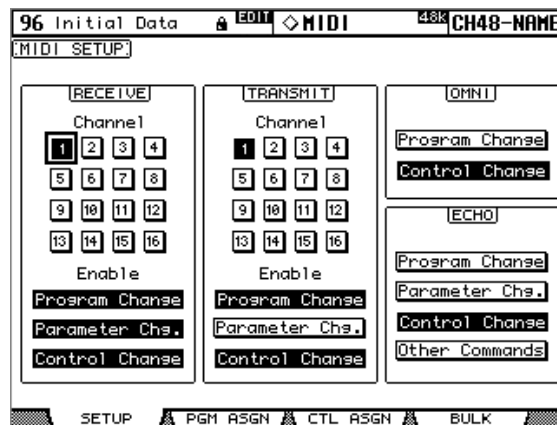 96 Initial Data EDIT ◇MIDI 48K CH48-NAME
MIDI SETUP
RECEIVE
Channel
1 2 3 4
5 6 7 8
9 10 11 12
13 14 15 16
Enable
Program Change
Parameter Chg.
Control Change
TRANSMIT
Channel
1 2 3 4
5 6 7 8
9 10 11 12
13 14 15 16
Enable
Program Change
Parameter Chg.
Control Change
OMNI
Program Change
Control Change
ECHO
Program Change
Parameter Chg.
Control Change
Other Commands
SETUP PGM ASGN CTL ASGN BULK